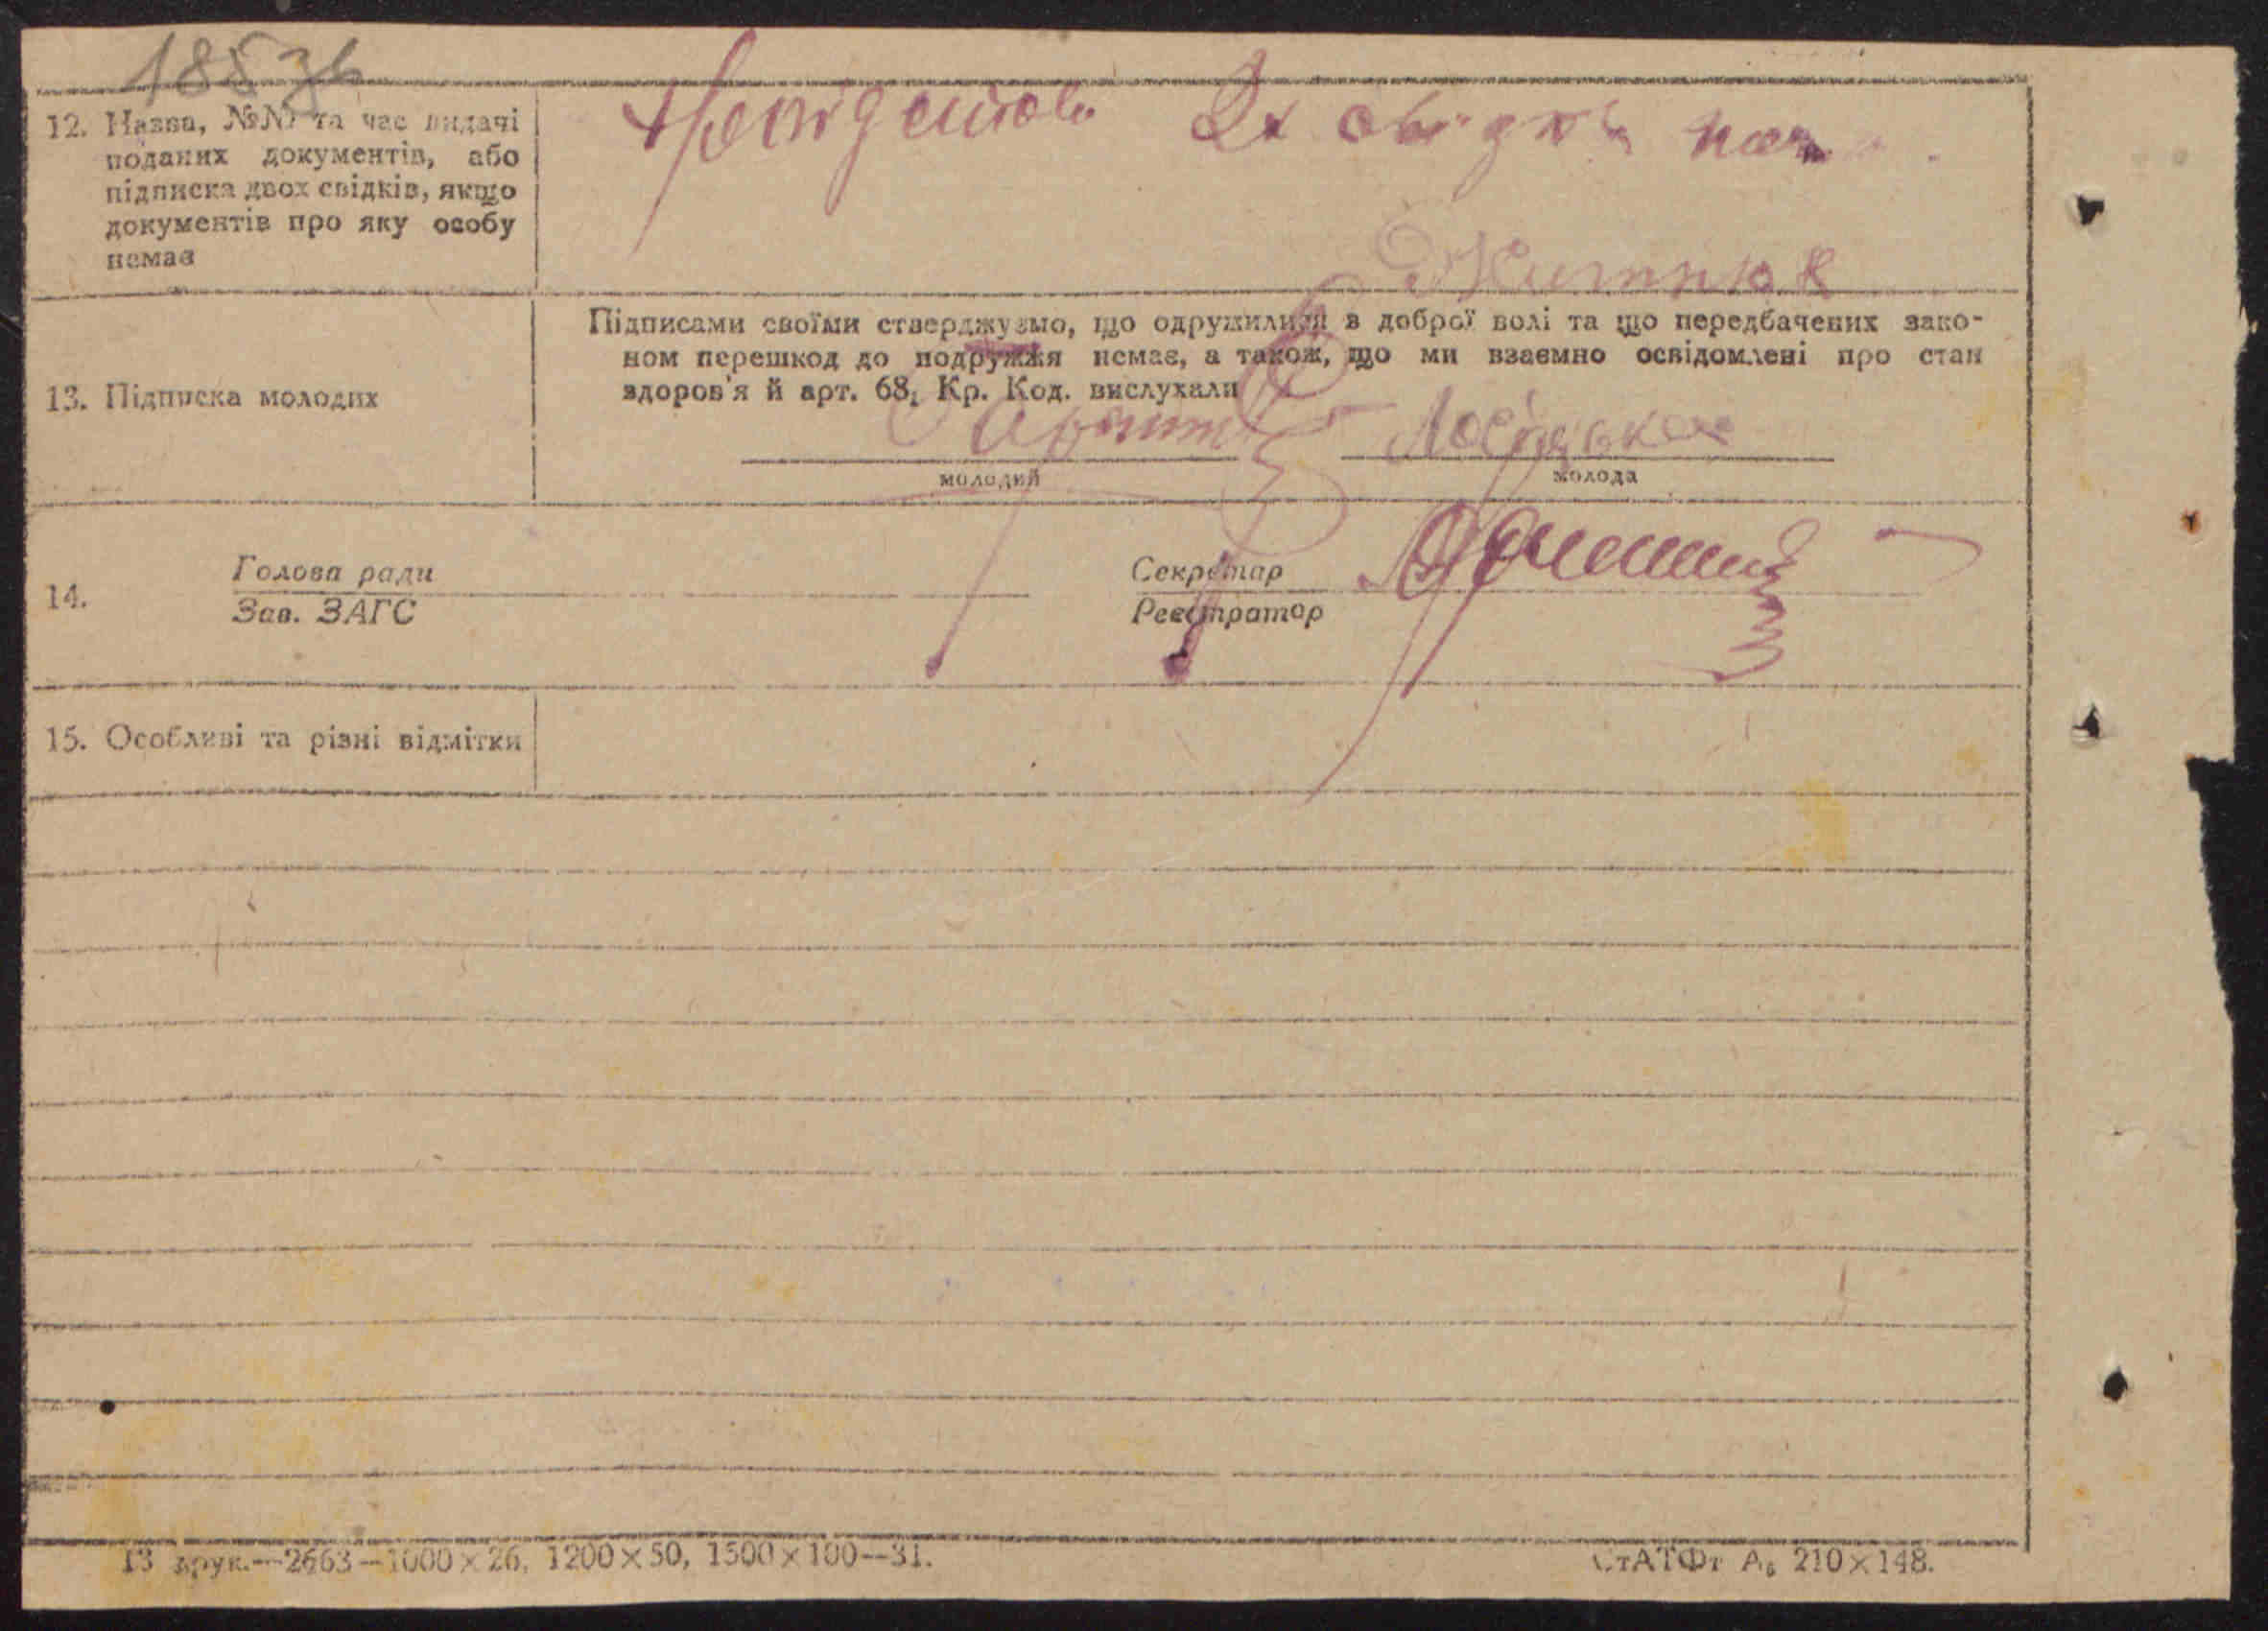 12. Назва, №№ та час видачі
поданих документів, або
підписка двох свідків, якщо
документів про яку особу
немає
2х
Житнюк
13. Підписка молодих
Підписами своїми стверджуємо, що одружилися в доброї волі та що передбачених зако-
ном перешкод до подружжя немає, а також, що ми взаємно освідомлені про стан
здоров'я й арт. 68, Кр. Код. вислухали
молодий
молода
14.
Голова ради
Зав. ЗАГС
Секретар
Реєстратор
15. Особливі та різні відмітки
13 друк.—2663—1000×26, 1200×50, 1500×100—31.
СтАТФт А₅ 210×148.